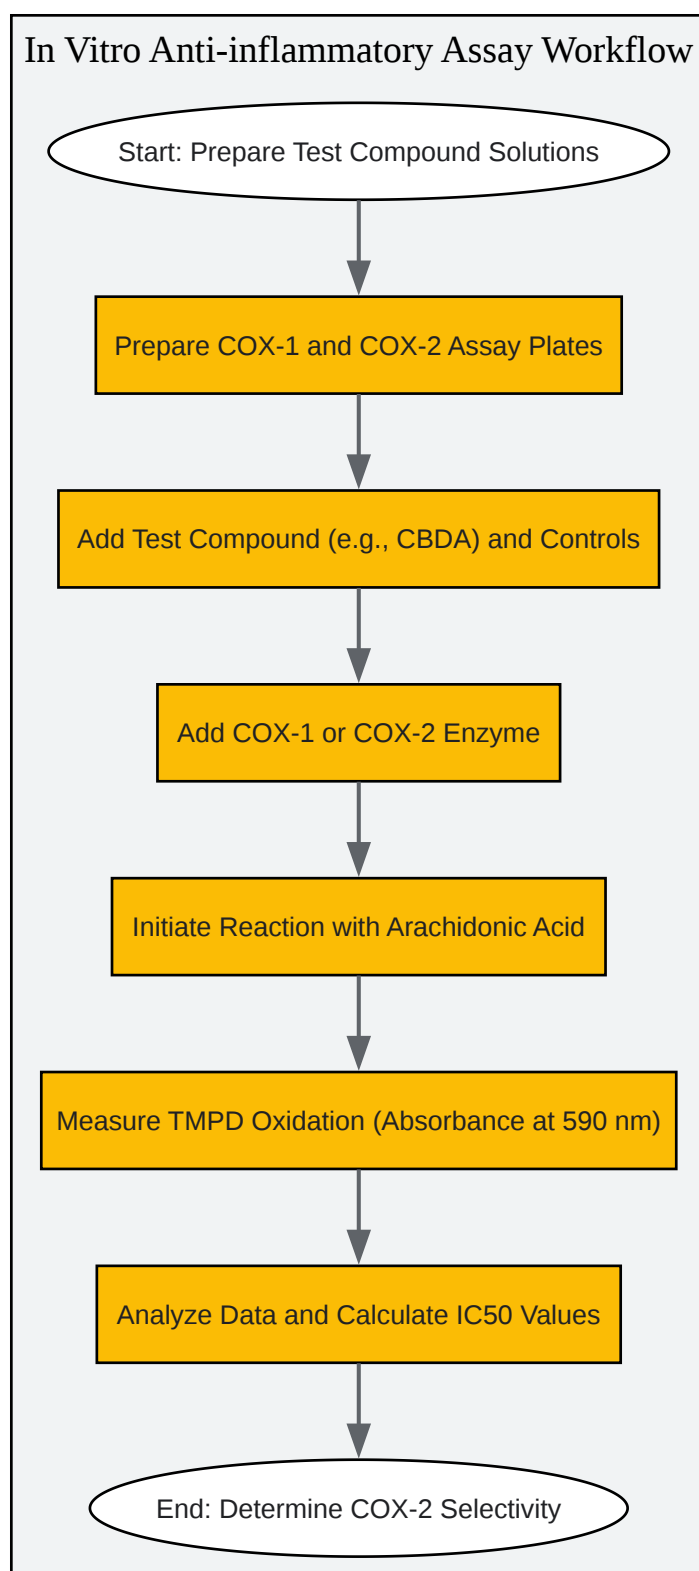 In Vitro Anti-inflammatory Assay Workflow
Start: Prepare Test Compound Solutions
Prepare COX-1 and COX-2 Assay Plates
Add Test Compound (e.g., CBDA) and Controls
Add COX-1 or COX-2 Enzyme
Initiate Reaction with Arachidonic Acid
Measure TMPD Oxidation (Absorbance at 590 nm)
Analyze Data and Calculate IC50 Values
End: Determine COX-2 Selectivity